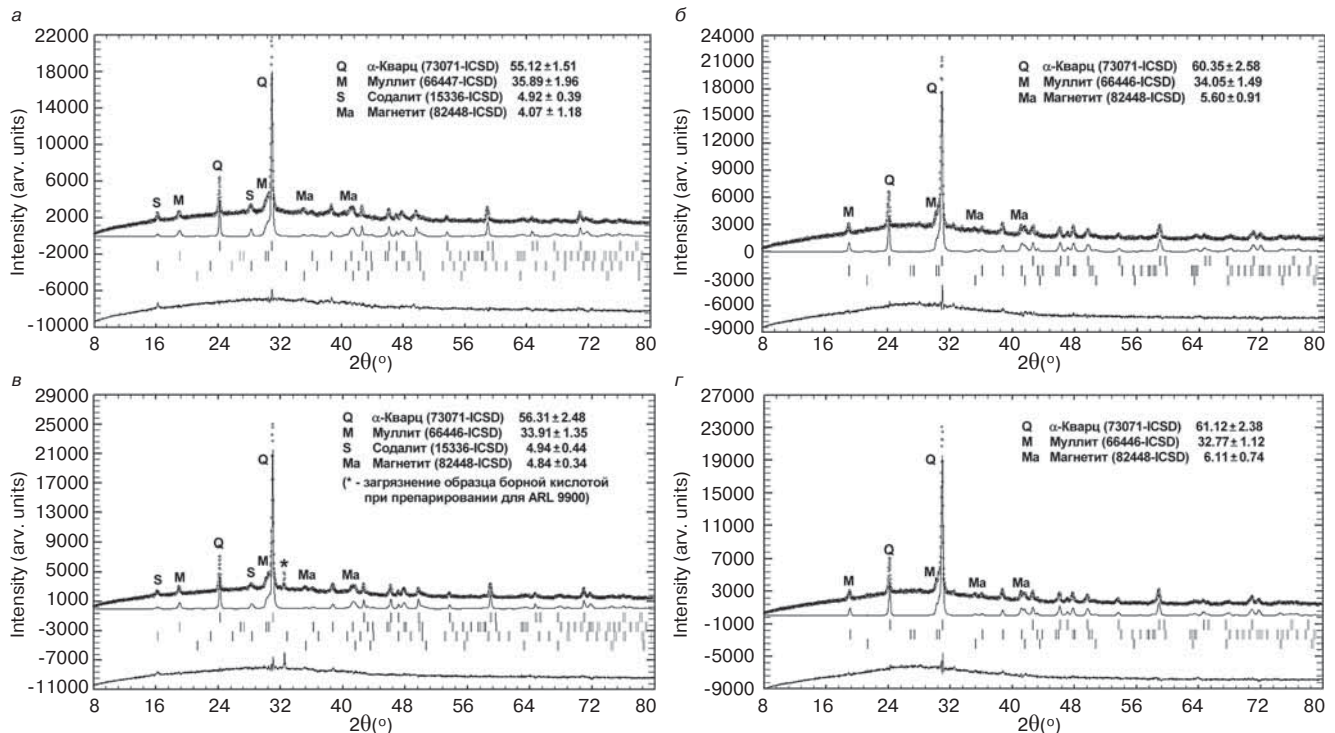 а
Intensity (arv. units)
22000
18000
14000
10000
6000
2000
-2000
-6000
-10000
Q α-Кварц (73071-ICSD) 55.12±1.51
M Муллит (66447-ICSD) 35.89±1.96
S Содалит (15336-ICSD) 4.92 ± 0.39
Ma Магнетит (82448-ICSD) 4.07 ± 1.18
Q
Q
S
M
S
M
Ma
Ma
8 16 24 32 40 48 56 64 72 80
2θ(°)
б
Intensity (arv. units)
24000
21000
18000
15000
12000
9000
6000
3000
0
-3000
-6000
-9000
Q α-Кварц (73071-ICSD) 60.35±2.58
M Муллит (66446-ICSD) 34.05±1.49
Ma Магнетит (82448-ICSD) 5.60±0.91
Q
Q
M
M
Ma
Ma
8 16 24 32 40 48 56 64 72 80
2θ(°)
в
Intensity (arv. units)
29000
25000
21000
17000
13000
9000
5000
1000
-3000
-7000
-11000
Q α-Кварц (73071-ICSD) 56.31±2.48
M Муллит (66446-ICSD) 33.91±1.35
S Содалит (15336-ICSD) 4.94±0.44
Ma Магнетит (82448-ICSD) 4.84±0.34
(* - загрязнение образца борной кислотой
при препарировании для ARL 9900)
Q
Q
S
M
S
M
*
Ma
Ma
8 16 24 32 40 48 56 64 72 80
2θ(°)
г
Intensity (arv. units)
27000
23000
19000
15000
11000
7000
3000
-1000
-5000
-9000
Q α-Кварц (73071-ICSD) 61.12±2.38
M Муллит (66446-ICSD) 32.77±1.12
Ma Магнетит (82448-ICSD) 6.11±0.74
Q
Q
M
M
Ma
Ma
8 16 24 32 40 48 56 64 72 80
2θ(°)